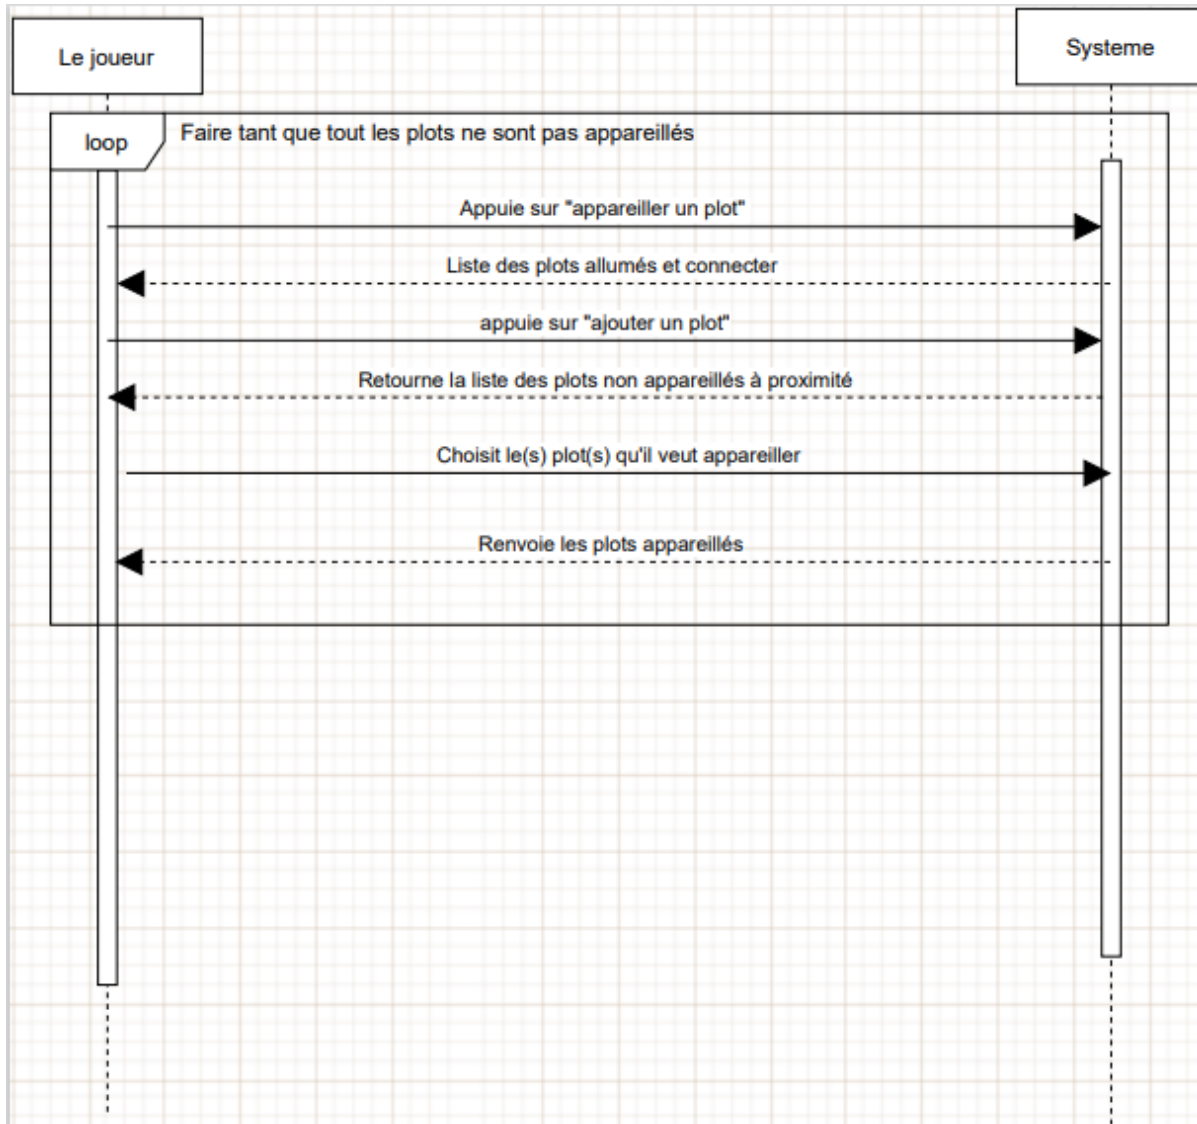 Le joueur
Systeme
loop
Faire tant que tout les plots ne sont pas appareillés
Appuie sur "appareiller un plot"
Liste des plots allumés et connecter
appuie sur "ajouter un plot"
Retourne la liste des plots non appareillés à proximité
Choisit le(s) plot(s) qu'il veut appareiller
Renvoie les plots appareillés